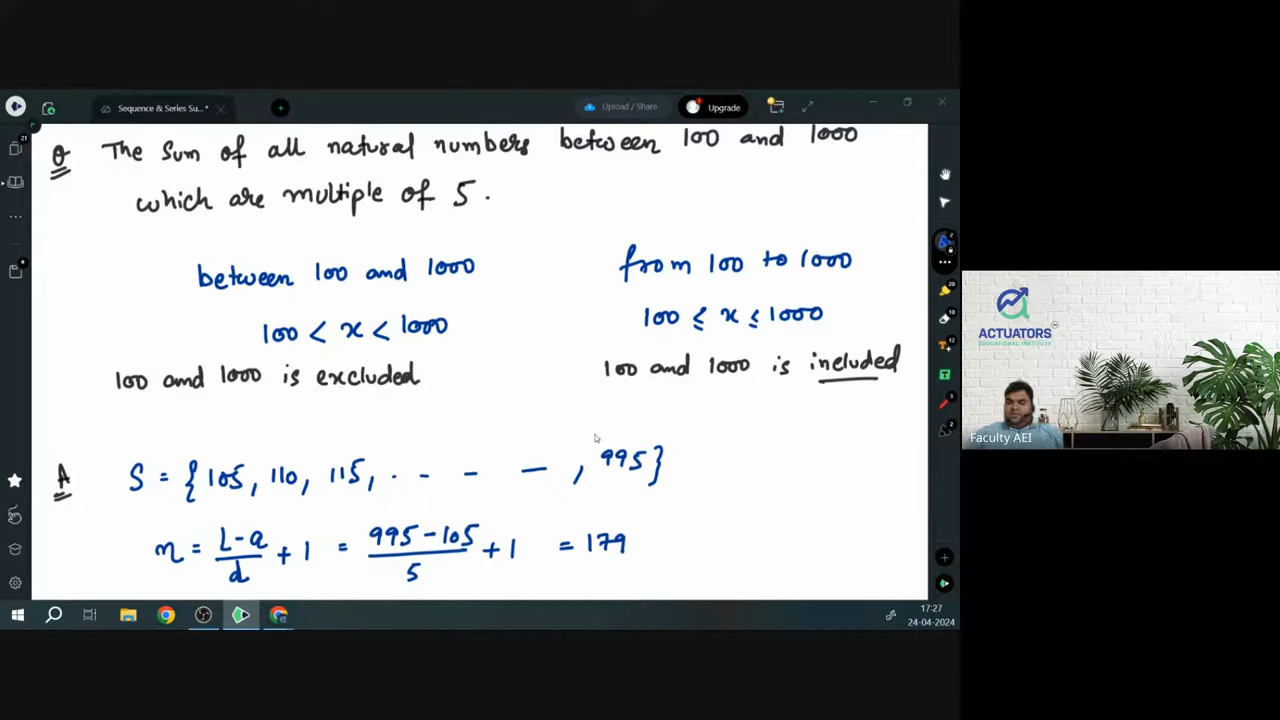 Sequence & Series Su...*
Upload / Share
Upgrade
21
Q The Sum of all natural numbers between 100 and 1000
which are multiple of 5.
between 100 and 1000
from 100 to 1000
100 < x < 1000
100 ≤ x ≤ 1000
100 and 1000 is excluded
100 and 1000 is included
A S = {105, 110, 115, . - - — , 995}
n = L-a/d + 1 = 995-105/5 + 1 = 179
ACTUATORS
EDUCATIONAL INSTITUTE
Faculty AEI
17:27
24-04-2024